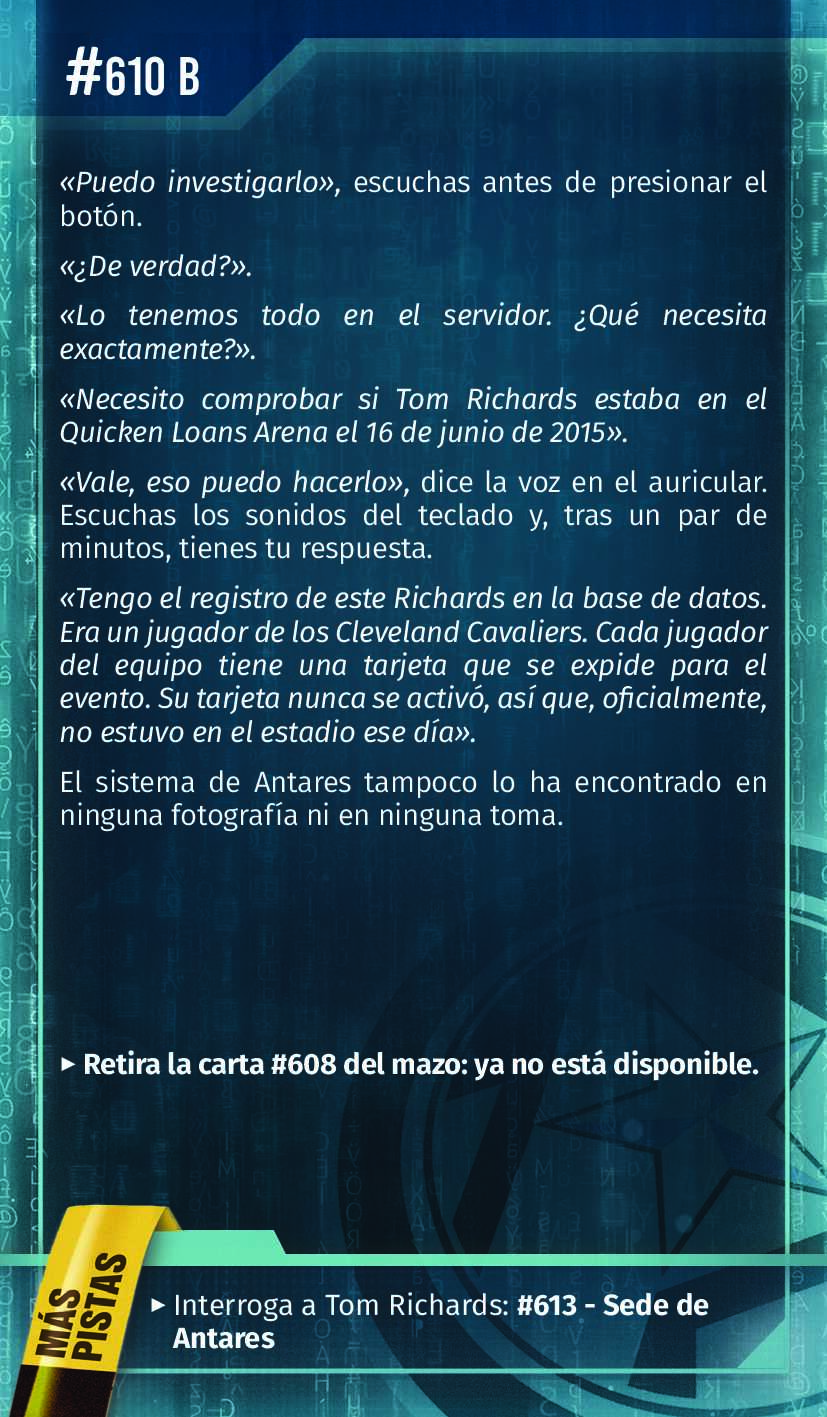 #610 B
«Puedo investigarlo», escuchas antes de presionar el
botón.
«¿De verdad?».
«Lo tenemos todo en el servidor. ¿Qué necesita
exactamente?».
«Necesito comprobar si Tom Richards estaba en el
Quicken Loans Arena el 16 de junio de 2015».
«Vale, eso puedo hacerlo», dice la voz en el auricular.
Escuchas los sonidos del teclado y, tras un par de
minutos, tienes tu respuesta.
«Tengo el registro de este Richards en la base de datos.
Era un jugador de los Cleveland Cavaliers. Cada jugador
del equipo tiene una tarjeta que se expide para el
evento. Su tarjeta nunca se activó, así que, oficialmente,
no estuvo en el estadio ese día».
El sistema de Antares tampoco lo ha encontrado en
ninguna fotografía ni en ninguna toma.
▶ Retira la carta #608 del mazo: ya no está disponible.
MÁS
PISTAS
▶ Interroga a Tom Richards: #613 - Sede de
Antares